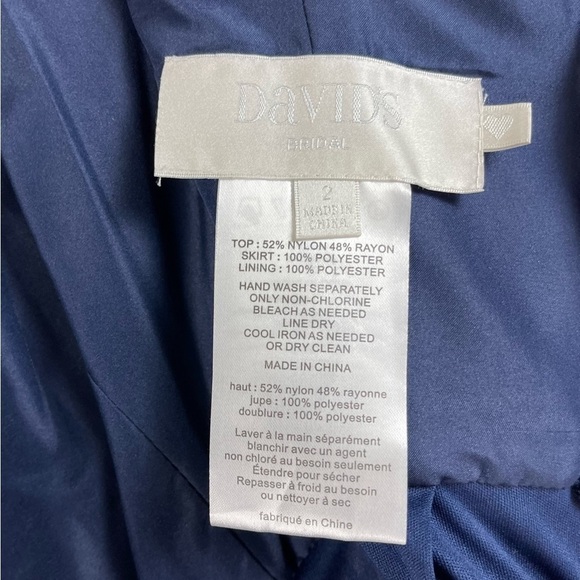 DaVIDs
BRIDAL
2
MADE IN
CHINA
TOP : 52% NYLON 48% RAYON
SKIRT : 100% POLYESTER
LINING : 100% POLYESTER
HAND WASH SEPARATELY
ONLY NON-CHLORINE
BLEACH AS NEEDED
LINE DRY
COOL IRON AS NEEDED
OR DRY CLEAN
MADE IN CHINA
haut : 52% nylon 48% rayonne
jupe : 100% polyester
doublure : 100% polyester
Laver à la main séparément
blanchir avec un agent
non chloré au besoin seulement
Étendre pour sécher
Repasser à froid au besoin
ou nettoyer à sec
fabriqué en Chine